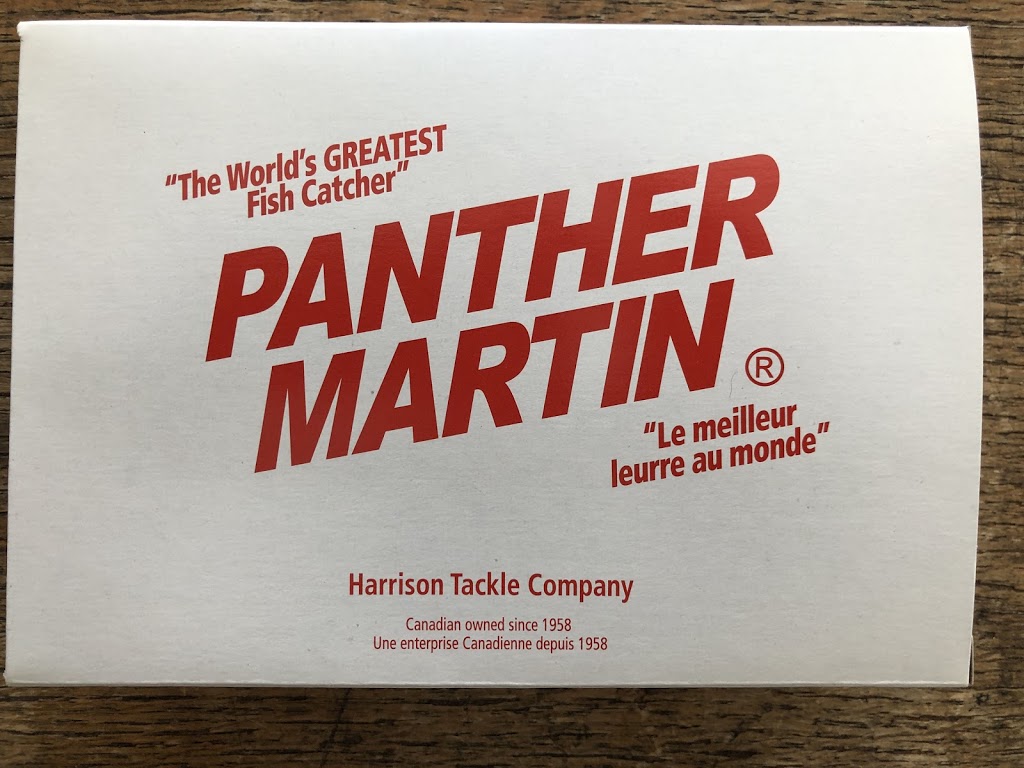 “The World’s GREATEST
Fish Catcher”
PANTHER
MARTIN ®
“Le meilleur
leurre au monde”
Harrison Tackle Company
Canadian owned since 1958
Une enterprise Canadienne depuis 1958